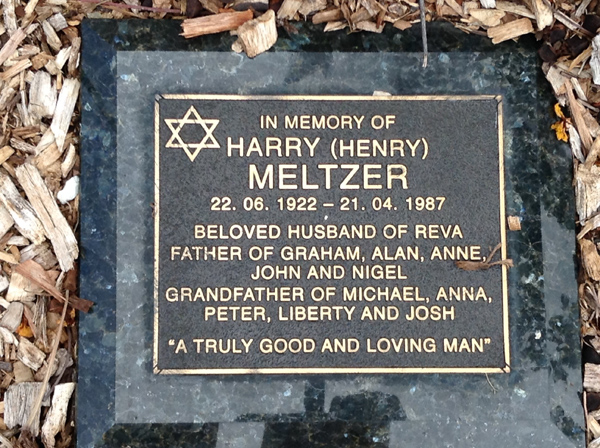 IN MEMORY OF
HARRY (HENRY)
MELTZER
22. 06. 1922 – 21. 04. 1987
BELOVED HUSBAND OF REVA
FATHER OF GRAHAM, ALAN, ANNE,
JOHN AND NIGEL
GRANDFATHER OF MICHAEL, ANNA,
PETER, LIBERTY AND JOSH
"A TRULY GOOD AND LOVING MAN"